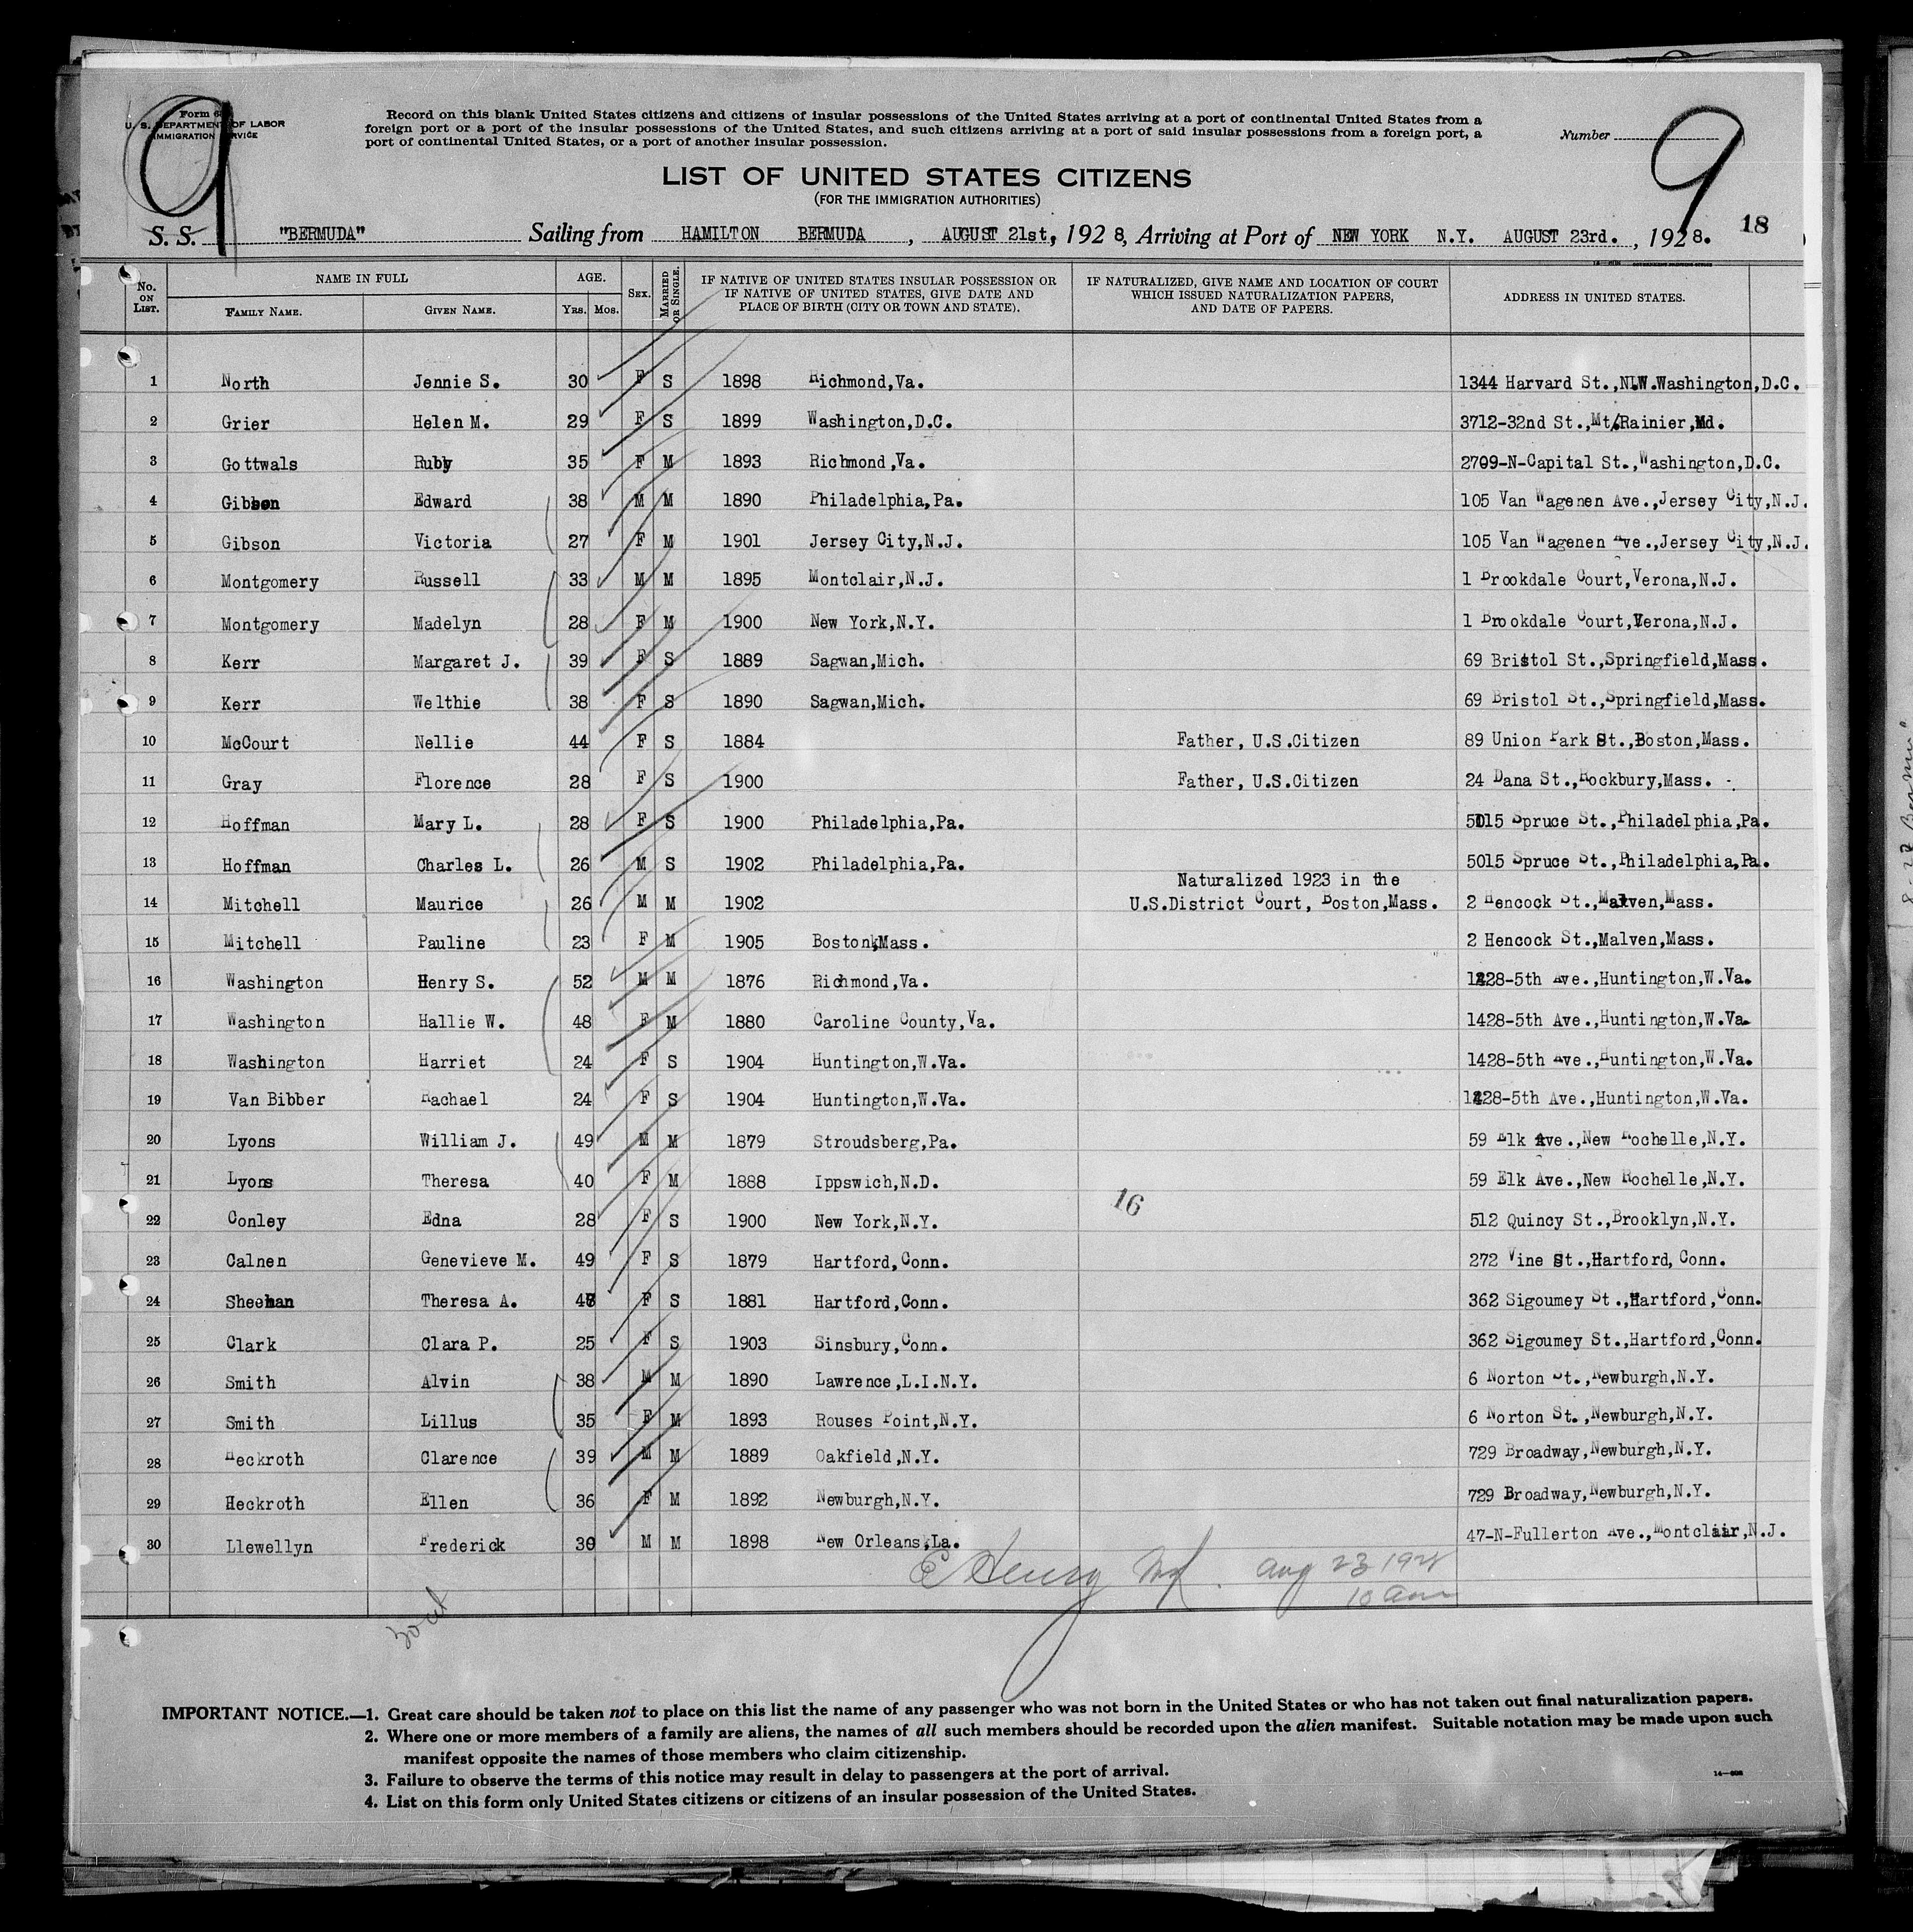 Form 6
U. S. DEPARTMENT OF LABOR
IMMIGRATION SERVICE
9
Record on this blank United States citizens and citizens of insular possessions of the United States arriving at a port of continental United States from a
foreign port or a port of the insular possessions of the United States, and such citizens arriving at a port of said insular possessions from a foreign port, a
port of continental United States, or a port of another insular possession.
Number
9
LIST OF UNITED STATES CITIZENS
(FOR THE IMMIGRATION AUTHORITIES)
S. S. "BERMUDA" Sailing from HAMILTON BERMUDA , AUGUST 21st, 1928, Arriving at Port of NEW YORK N.Y. AUGUST 23rd. , 1928. 18
No. ON LIST. NAME IN FULL FAMILY NAME. GIVEN NAME. AGE. YRS. MOS. SEX. MARRIED OR SINGLE. IF NATIVE OF UNITED STATES INSULAR POSSESSION OR IF NATIVE OF UNITED STATES, GIVE DATE AND PLACE OF BIRTH (CITY OR TOWN AND STATE). IF NATURALIZED, GIVE NAME AND LOCATION OF COURT WHICH ISSUED NATURALIZATION PAPERS, AND DATE OF PAPERS. ADDRESS IN UNITED STATES.
1 North Jennie S. 30 F S 1898 Richmond,Va. 1344 Harvard St.,N.W.Washington,D.C.
2 Grier Helen M. 29 F S 1899 Washington,D.C. 3712-32nd St.,Mt.Rainier,Md.
3 Gottwals Ruby 35 F M 1893 Richmond,Va. 2709-N-Capital St.,Washington,D.C.
4 Gibson Edward 38 M M 1890 Philadelphia,Pa. 105 Van Wagenen Ave.,Jersey City,N.J.
5 Gibson Victoria 27 F M 1901 Jersey City,N.J. 105 Van Wagenen Ave.,Jersey City,N.J.
6 Montgomery Russell 33 M M 1895 Montclair,N.J. 1 Brookdale Court,Verona,N.J.
7 Montgomery Madelyn 28 F M 1900 New York,N.Y. 1 Brookdale Court,Verona,N.J.
8 Kerr Margaret J. 39 F S 1889 Sagwan,Mich. 69 Bristol St.,Springfield,Mass.
9 Kerr Welthie 38 F S 1890 Sagwan,Mich. 69 Bristol St.,Springfield,Mass.
10 McCourt Nellie 44 F S 1884 Father, U.S.Citizen 89 Union Park St.,Boston,Mass.
11 Gray Florence 28 F S 1900 Father, U.S.Citizen 24 Dana St.,Rockbury,Mass.
12 Hoffman Mary L. 28 F S 1900 Philadelphia,Pa. 5015 Spruce St.,Philadelphia,Pa.
13 Hoffman Charles L. 26 M S 1902 Philadelphia,Pa. 5015 Spruce St.,Philadelphia,Pa.
Naturalized 1923 in the
14 Mitchell Maurice 26 M M 1902 U.S.District Court, Boston,Mass. 2 Hencock St.,Malven,Mass.
15 Mitchell Pauline 23 F M 1905 Boston,Mass. 2 Hencock St.,Malven,Mass.
16 Washington Henry S. 52 M M 1876 Richmond,Va. 1428-5th Ave.,Huntington,W.Va.
17 Washington Hallie W. 48 F M 1880 Caroline County,Va. 1428-5th Ave.,Huntington,W.Va.
18 Washington Harriet 24 F S 1904 Huntington,W.Va. 1428-5th Ave.,Huntington,W.Va.
19 Van Bibber Rachael 24 F S 1904 Huntington,W.Va. 1428-5th Ave.,Huntington,W.Va.
20 Lyons William J. 49 M M 1879 Stroudsberg,Pa. 59 Elk Ave.,New Rochelle,N.Y.
21 Lyons Theresa 40 F M 1888 Ippswich,N.D. 59 Elk Ave.,New Rochelle,N.Y.
16
22 Conley Edna 28 F S 1900 New York,N.Y. 512 Quincy St.,Brooklyn,N.Y.
23 Calnen Genevieve M. 49 F S 1879 Hartford,Conn. 272 Vine St.,Hartford, Conn.
24 Sheehan Theresa A. 47 F S 1881 Hartford,Conn. 362 Sigoumey St.,Hartford,Conn.
25 Clark Clara P. 25 F S 1903 Sinsbury,Conn. 362 Sigoumey St.,Hartford,Conn.
26 Smith Alvin 38 M M 1890 Lawrence,L.I.N.Y. 6 Norton St.,Newburgh,N.Y.
27 Smith Lillus 35 F M 1893 Rouses Point,N.Y. 6 Norton St.,Newburgh,N.Y.
28 Heckroth Clarence 39 M M 1889 Oakfield,N.Y. 729 Broadway,Newburgh,N.Y.
29 Heckroth Ellen 36 F M 1892 Newburgh,N.Y. 729 Broadway,Newburgh,N.Y.
30 Llewellyn Frederick 30 M M 1898 New Orleans,La. 47-N-Fullerton Ave.,Montclair,N.J.
E Henry Aug 23 1928
10 am
IMPORTANT NOTICE.—1. Great care should be taken not to place on this list the name of any passenger who was not born in the United States or who has not taken out final naturalization papers.
2. Where one or more members of a family are aliens, the names of all such members should be recorded upon the alien manifest. Suitable notation may be made upon such
manifest opposite the names of those members who claim citizenship.
3. Failure to observe the terms of this notice may result in delay to passengers at the port of arrival.
4. List on this form only United States citizens or citizens of an insular possession of the United States.